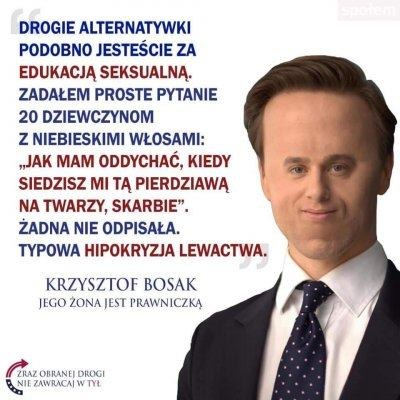 społem
DROGIE ALTERNATYWKI
PODOBNO JESTEŚCIE ZA
EDUKACJĄ SEKSUALNĄ.
ZADAŁEM PROSTE PYTANIE
20 DZIEWCZYNOM
Z NIEBIESKIMI WŁOSAMI:
„JAK MAM ODDYCHAĆ, KIEDY
SIEDZISZ MI TĄ PIERDZIAWĄ
NA TWARZY, SKARBIE”.
ŻADNA NIE ODPISAŁA.
TYPOWA HIPOKRYZJA LEWACTWA.
KRZYSZTOF BOSAK
JEGO ŻONA JEST PRAWNICZKĄ
ZRAZ OBRANEJ DROGI
NIE ZAWRACAJ W TYŁ